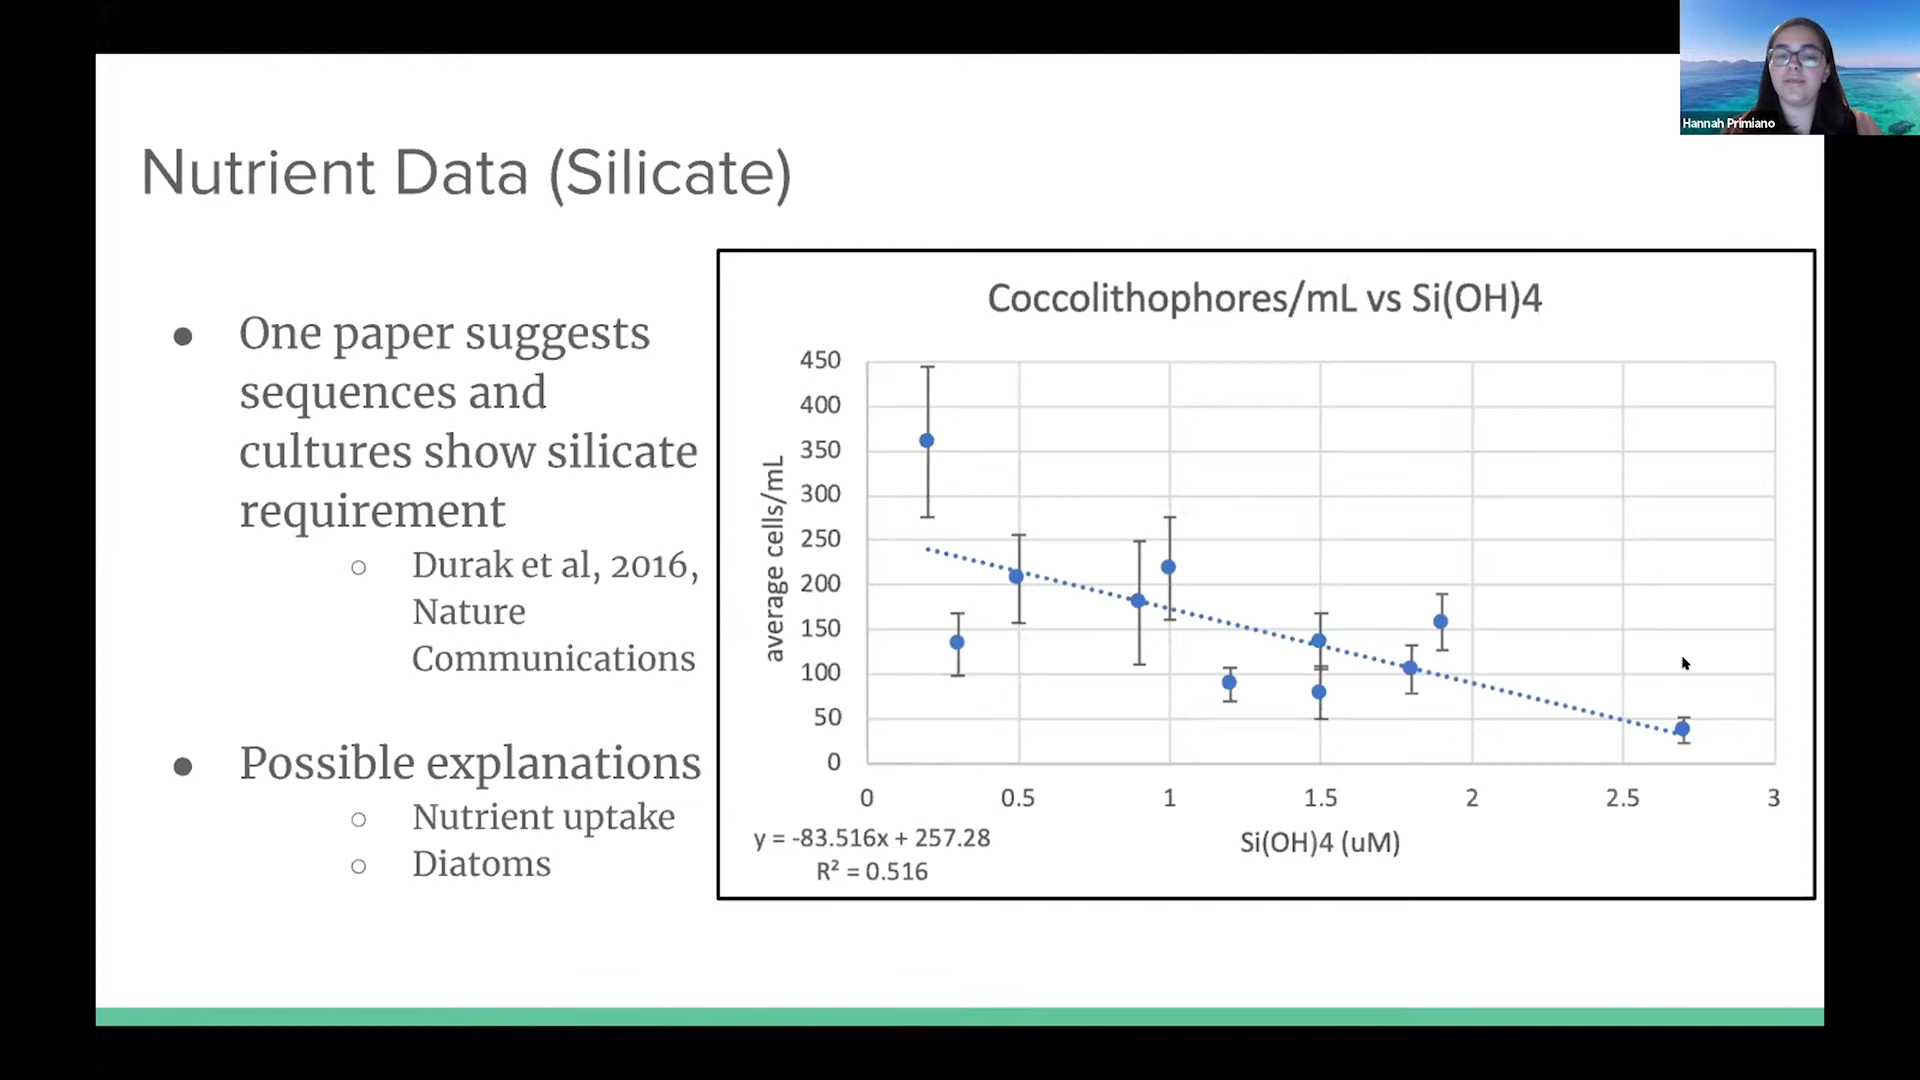 Hannah Primiano
Nutrient Data (Silicate)
● One paper suggests
sequences and
cultures show silicate
requirement
○ Durak et al, 2016,
Nature
Communications
● Possible explanations
○ Nutrient uptake
○ Diatoms
Coccolithophores/mL vs Si(OH)4
average cells/mL
450
400
350
300
250
200
150
100
50
0
0 0.5 1 1.5 2 2.5 3
Si(OH)4 (uM)
y = -83.516x + 257.28
R² = 0.516